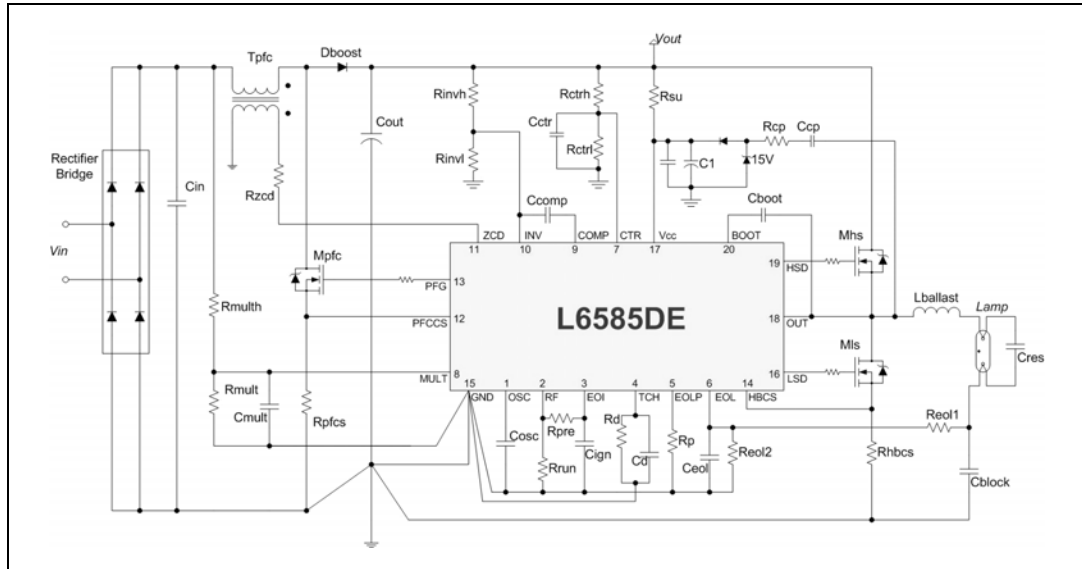 Vout
Tpfc
Dboost
Rinvh
Rctrh
Rsu
Cout
Cctr
Rcp
Ccp
Rinvl
Rctrl
C1
15V
Rectifier
Bridge
Cin
Rzcd
Ccomp
Cboot
ZCD
INV
COMP
CTR
Vcc
BOOT
11
10
9
7
17
20
Mhs
Vin
Mpfc
19
HSD
13
PFG
Rmulth
Lballast
Lamp
12
PFCCS
L6585DE
18
OUT
Mls
Cres
16
LSD
8
MULT
Rmult
Cmult
Rpfcs
15
1
2
3
4
5
6
14
GND
OSC
RF
EOI
TCH
EOLP
EOL
HBCS
Cosc
Rpre
Rd
Rp
Reol1
Rrun
Cign
Cd
Ceol
Reol2
Rhbcs
Cblock